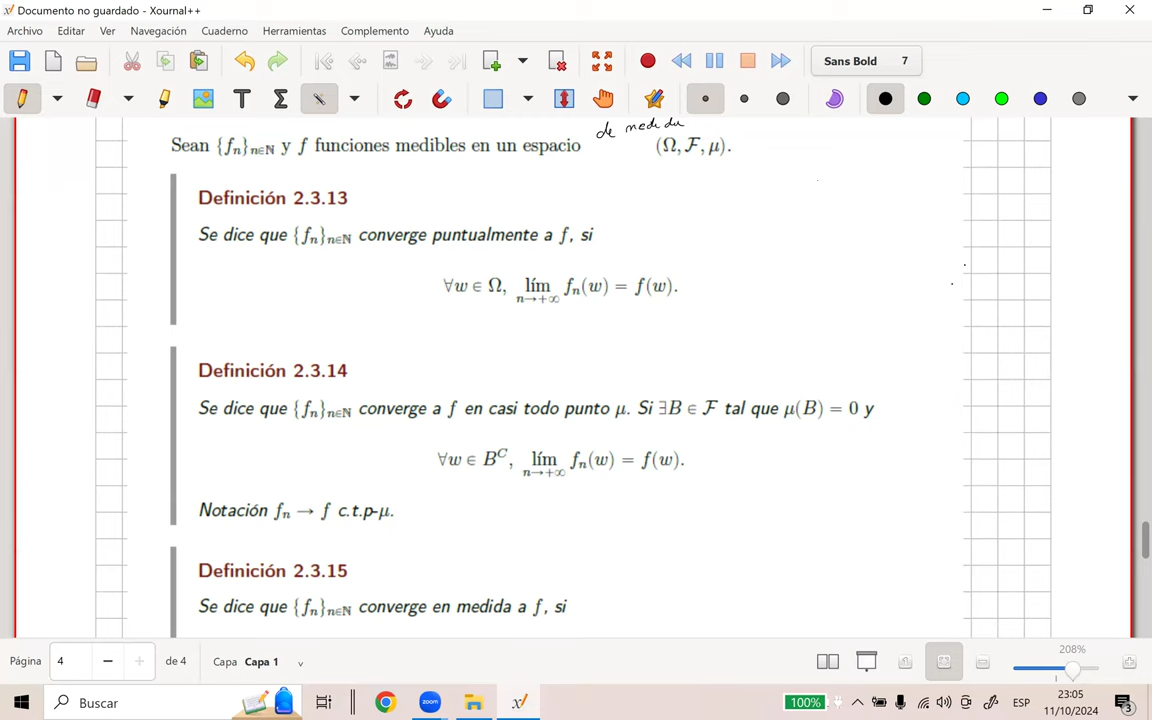 Documento no guardado - Xournal++
Archivo Editar Ver Navegación Cuaderno Herramientas Complemento Ayuda
Sans Bold 7
de medida
Sean {fₙ}ₙ∈ℕ y f funciones medibles en un espacio (Ω, ℱ, μ).
Definición 2.3.13
Se dice que {fₙ}ₙ∈ℕ converge puntualmente a f, si
∀w ∈ Ω, lím n→+∞ fₙ(w) = f(w).
Definición 2.3.14
Se dice que {fₙ}ₙ∈ℕ converge a f en casi todo punto μ. Si ∃B ∈ ℱ tal que μ(B) = 0 y
∀w ∈ Bᶜ, lím n→+∞ fₙ(w) = f(w).
Notación fₙ → f c.t.p-μ.
Definición 2.3.15
Se dice que {fₙ}ₙ∈ℕ converge en medida a f, si
Página 4 de 4 Capa Capa 1 208%
Buscar zoom 100% ESP 23:05
11/10/2024 3